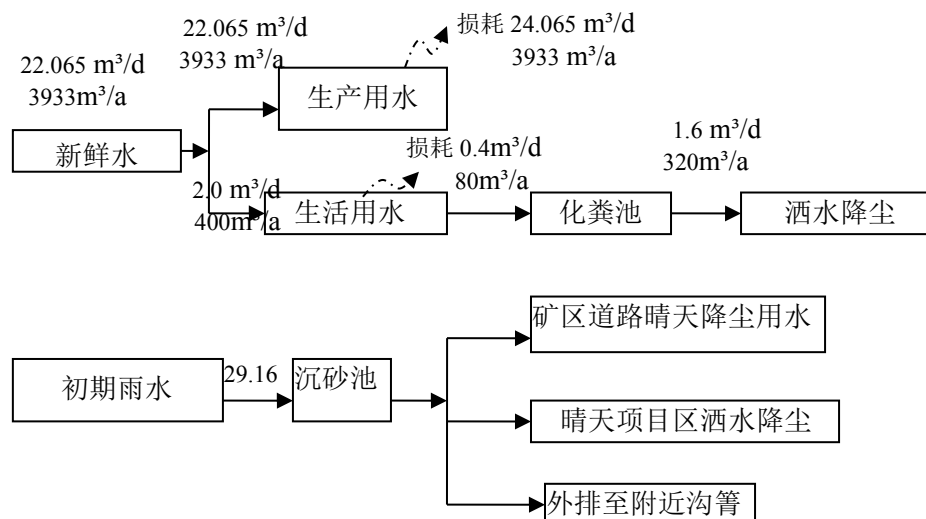 22.065 m³/d
3933 m³/a
损耗 24.065 m³/d
3933 m³/a
22.065 m³/d
3933m³/a
生产用水
新鲜水
损耗 0.4m³/d
80m³/a
1.6 m³/d
320m³/a
2.0 m³/d
400m³/a
生活用水
化粪池
洒水降尘
矿区道路晴天降尘用水
初期雨水
29.16
沉砂池
晴天项目区洒水降尘
外排至附近沟箐